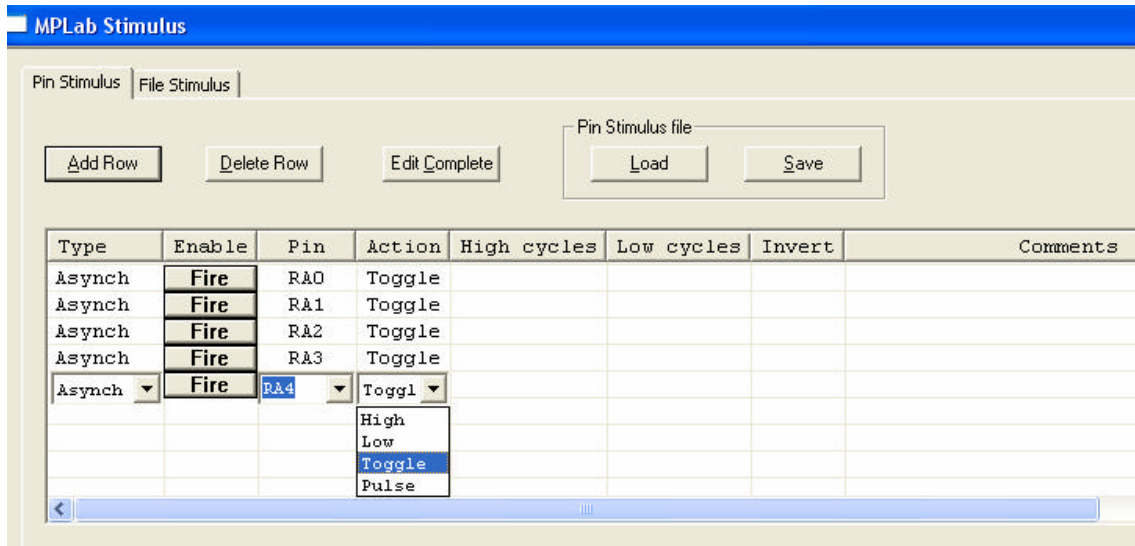 MPLab Stimulus
Pin Stimulus File Stimulus
Pin Stimulus file
Add Row Delete Row Edit Complete Load Save
Type Enable Pin Action High cycles Low cycles Invert Comments
Asynch Fire RA0 Toggle
Asynch Fire RA1 Toggle
Asynch Fire RA2 Toggle
Asynch Fire RA3 Toggle
Asynch Fire RA4 Toggl
High
Low
Toggle
Pulse